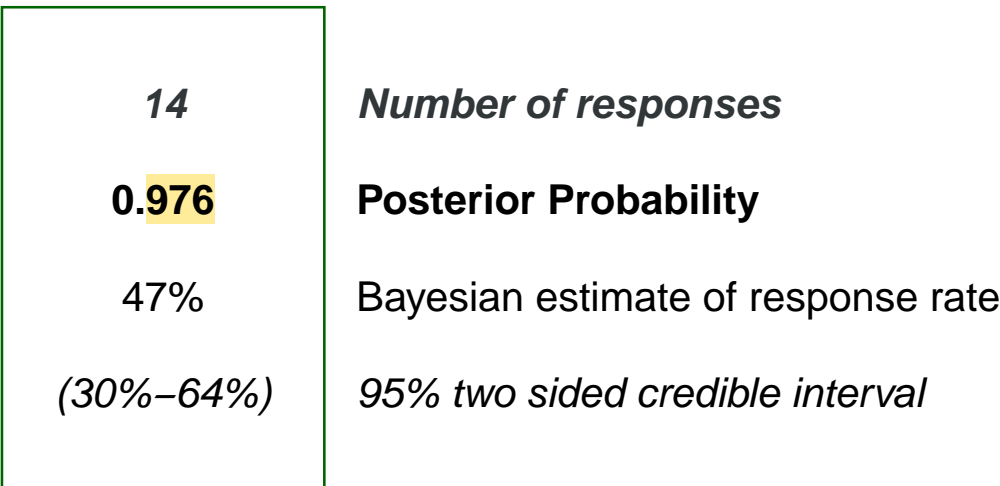 14 Number of responses
0.976 Posterior Probability
47% Bayesian estimate of response rate
(30%–64%) 95% two sided credible interval